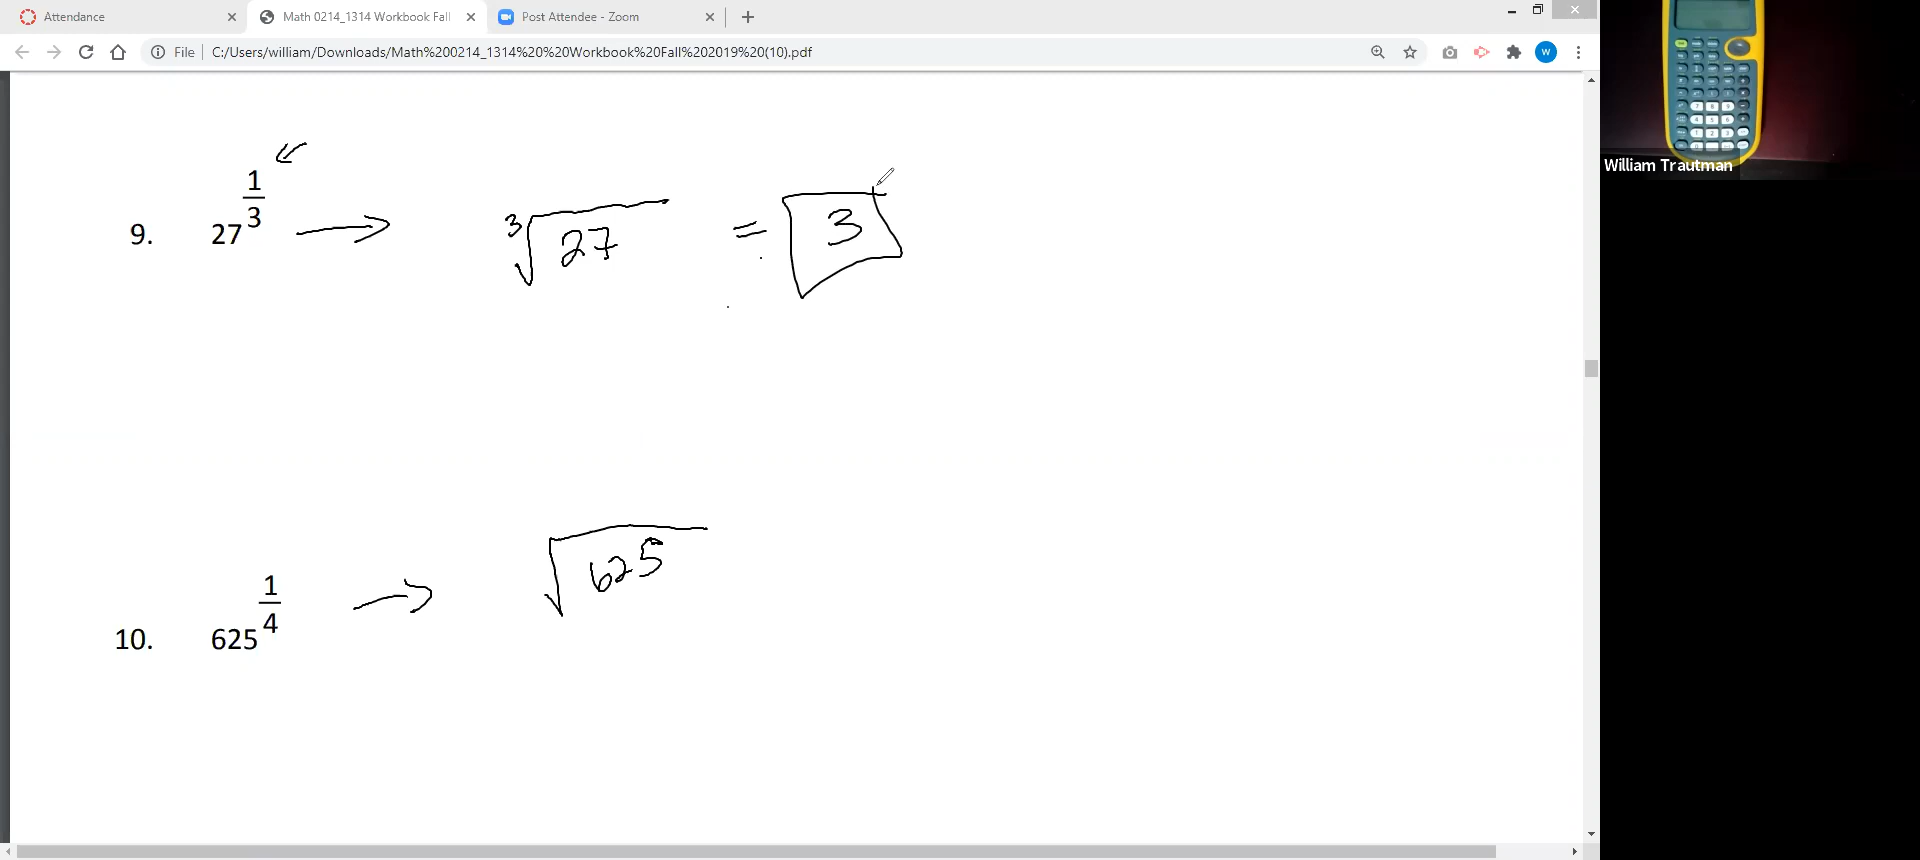 Attendance
Math 0214_1314 Workbook Fall
Post Attendee - Zoom
File
C:/Users/william/Downloads/Math%200214_1314%20%20Workbook%20Fall%202019%20(10).pdf
W
William Trautman
9. 27^(1/3) → ∛27 = 3
10. 625^(1/4) → √625